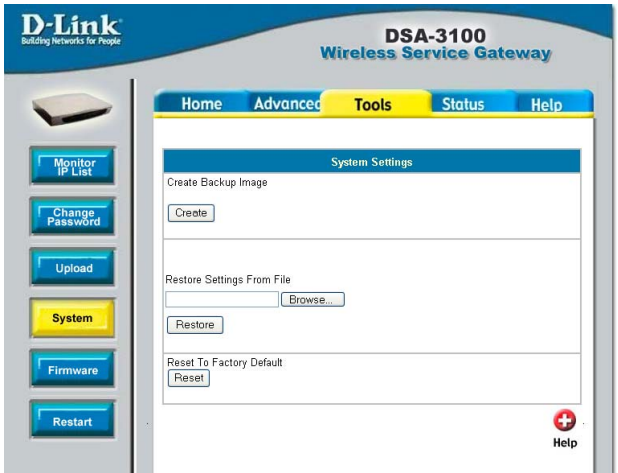 D-Link
Building Networks for People
DSA-3100
Wireless Service Gateway
Home Advanced Tools Status Help
Monitor
IP List
Change
Password
Upload
System
Firmware
Restart
System Settings
Create Backup Image
Create
Restore Settings From File
Browse...
Restore
Reset To Factory Default
Reset
Help